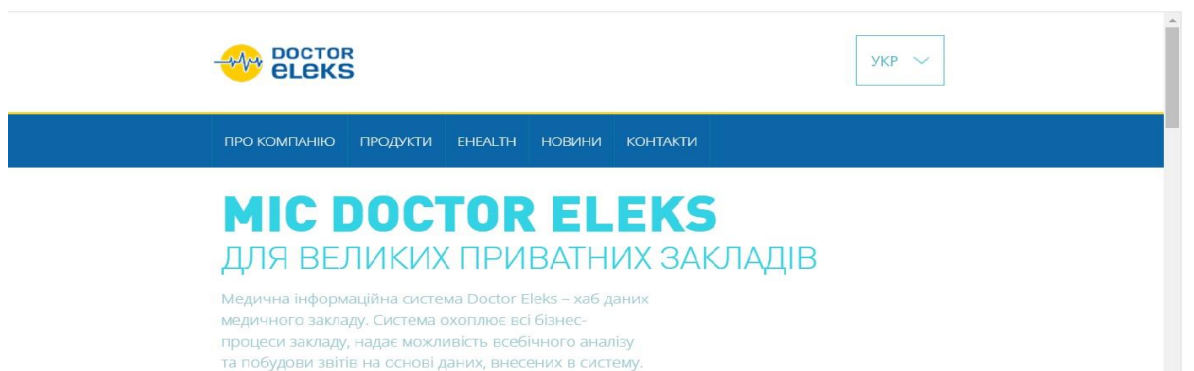 DOCTOR
eLeKS
УКР
ПРО КОМПАНІЮ ПРОДУКТИ EHEALTH НОВИНИ КОНТАКТИ
МІС DOCTOR ELEKS
ДЛЯ ВЕЛИКИХ ПРИВАТНИХ ЗАКЛАДІВ
Медична інформаційна система Doctor Eleks – хаб даних
медичного закладу. Система охоплює всі бізнес-
процеси закладу, надає можливість всебічного аналізу
та побудови звітів на основі даних, внесених в систему.